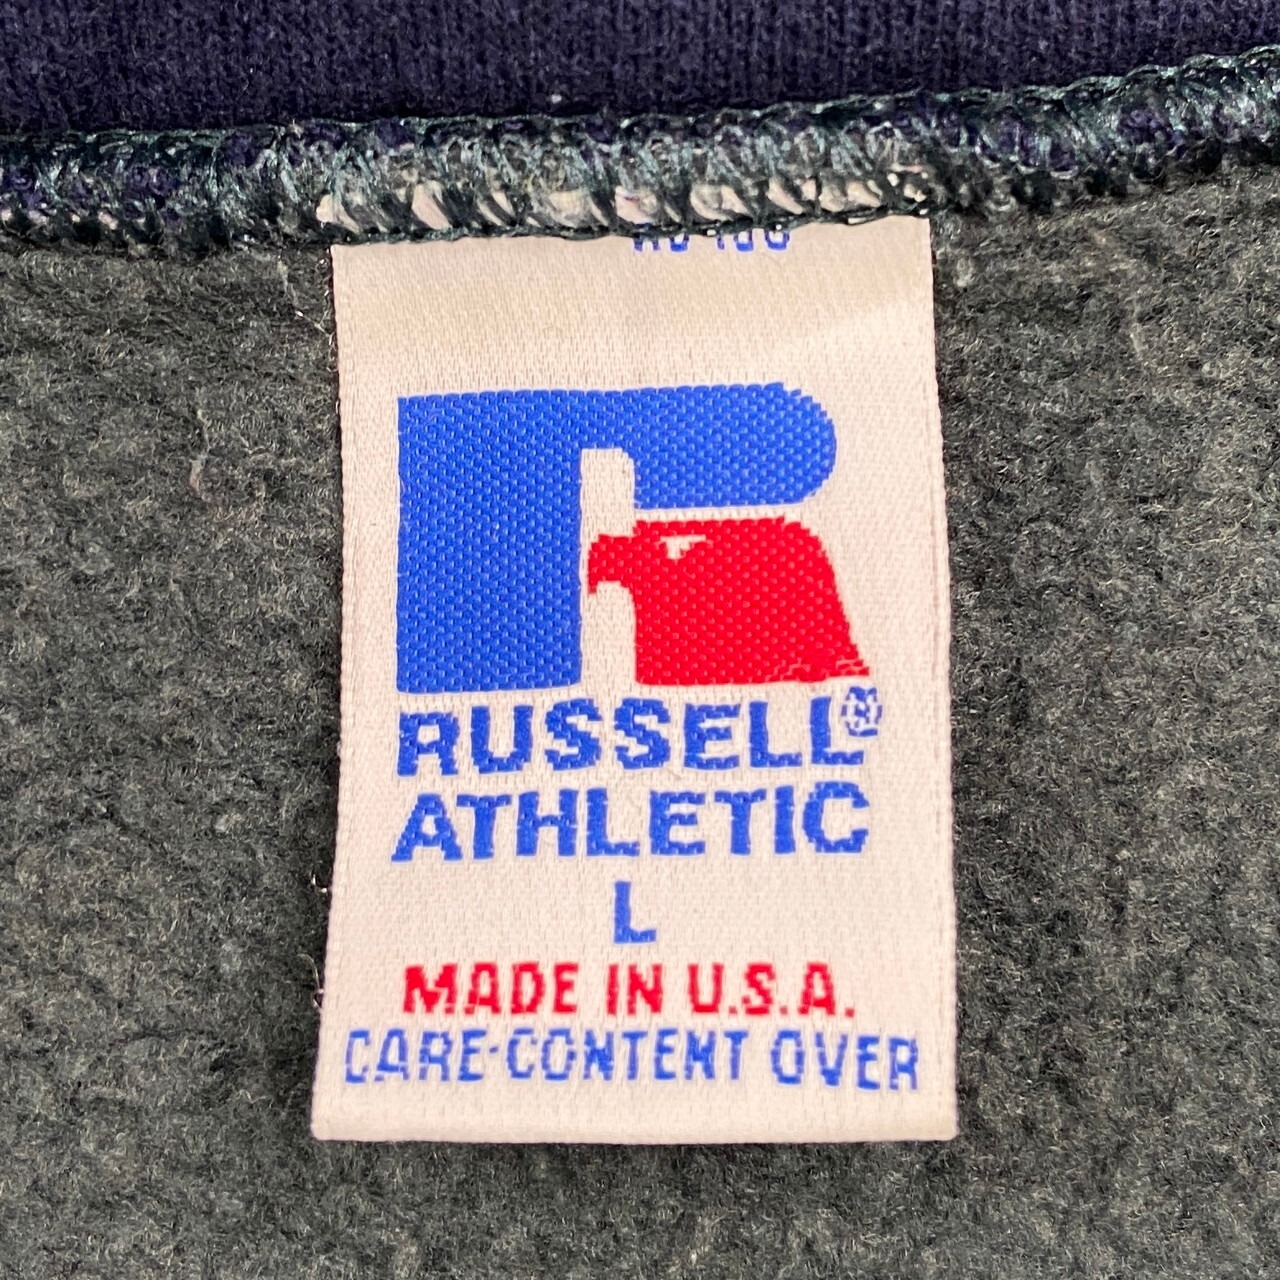 RUSSELL®
ATHLETIC
L
MADE IN U.S.A.
CARE-CONTENT OVER